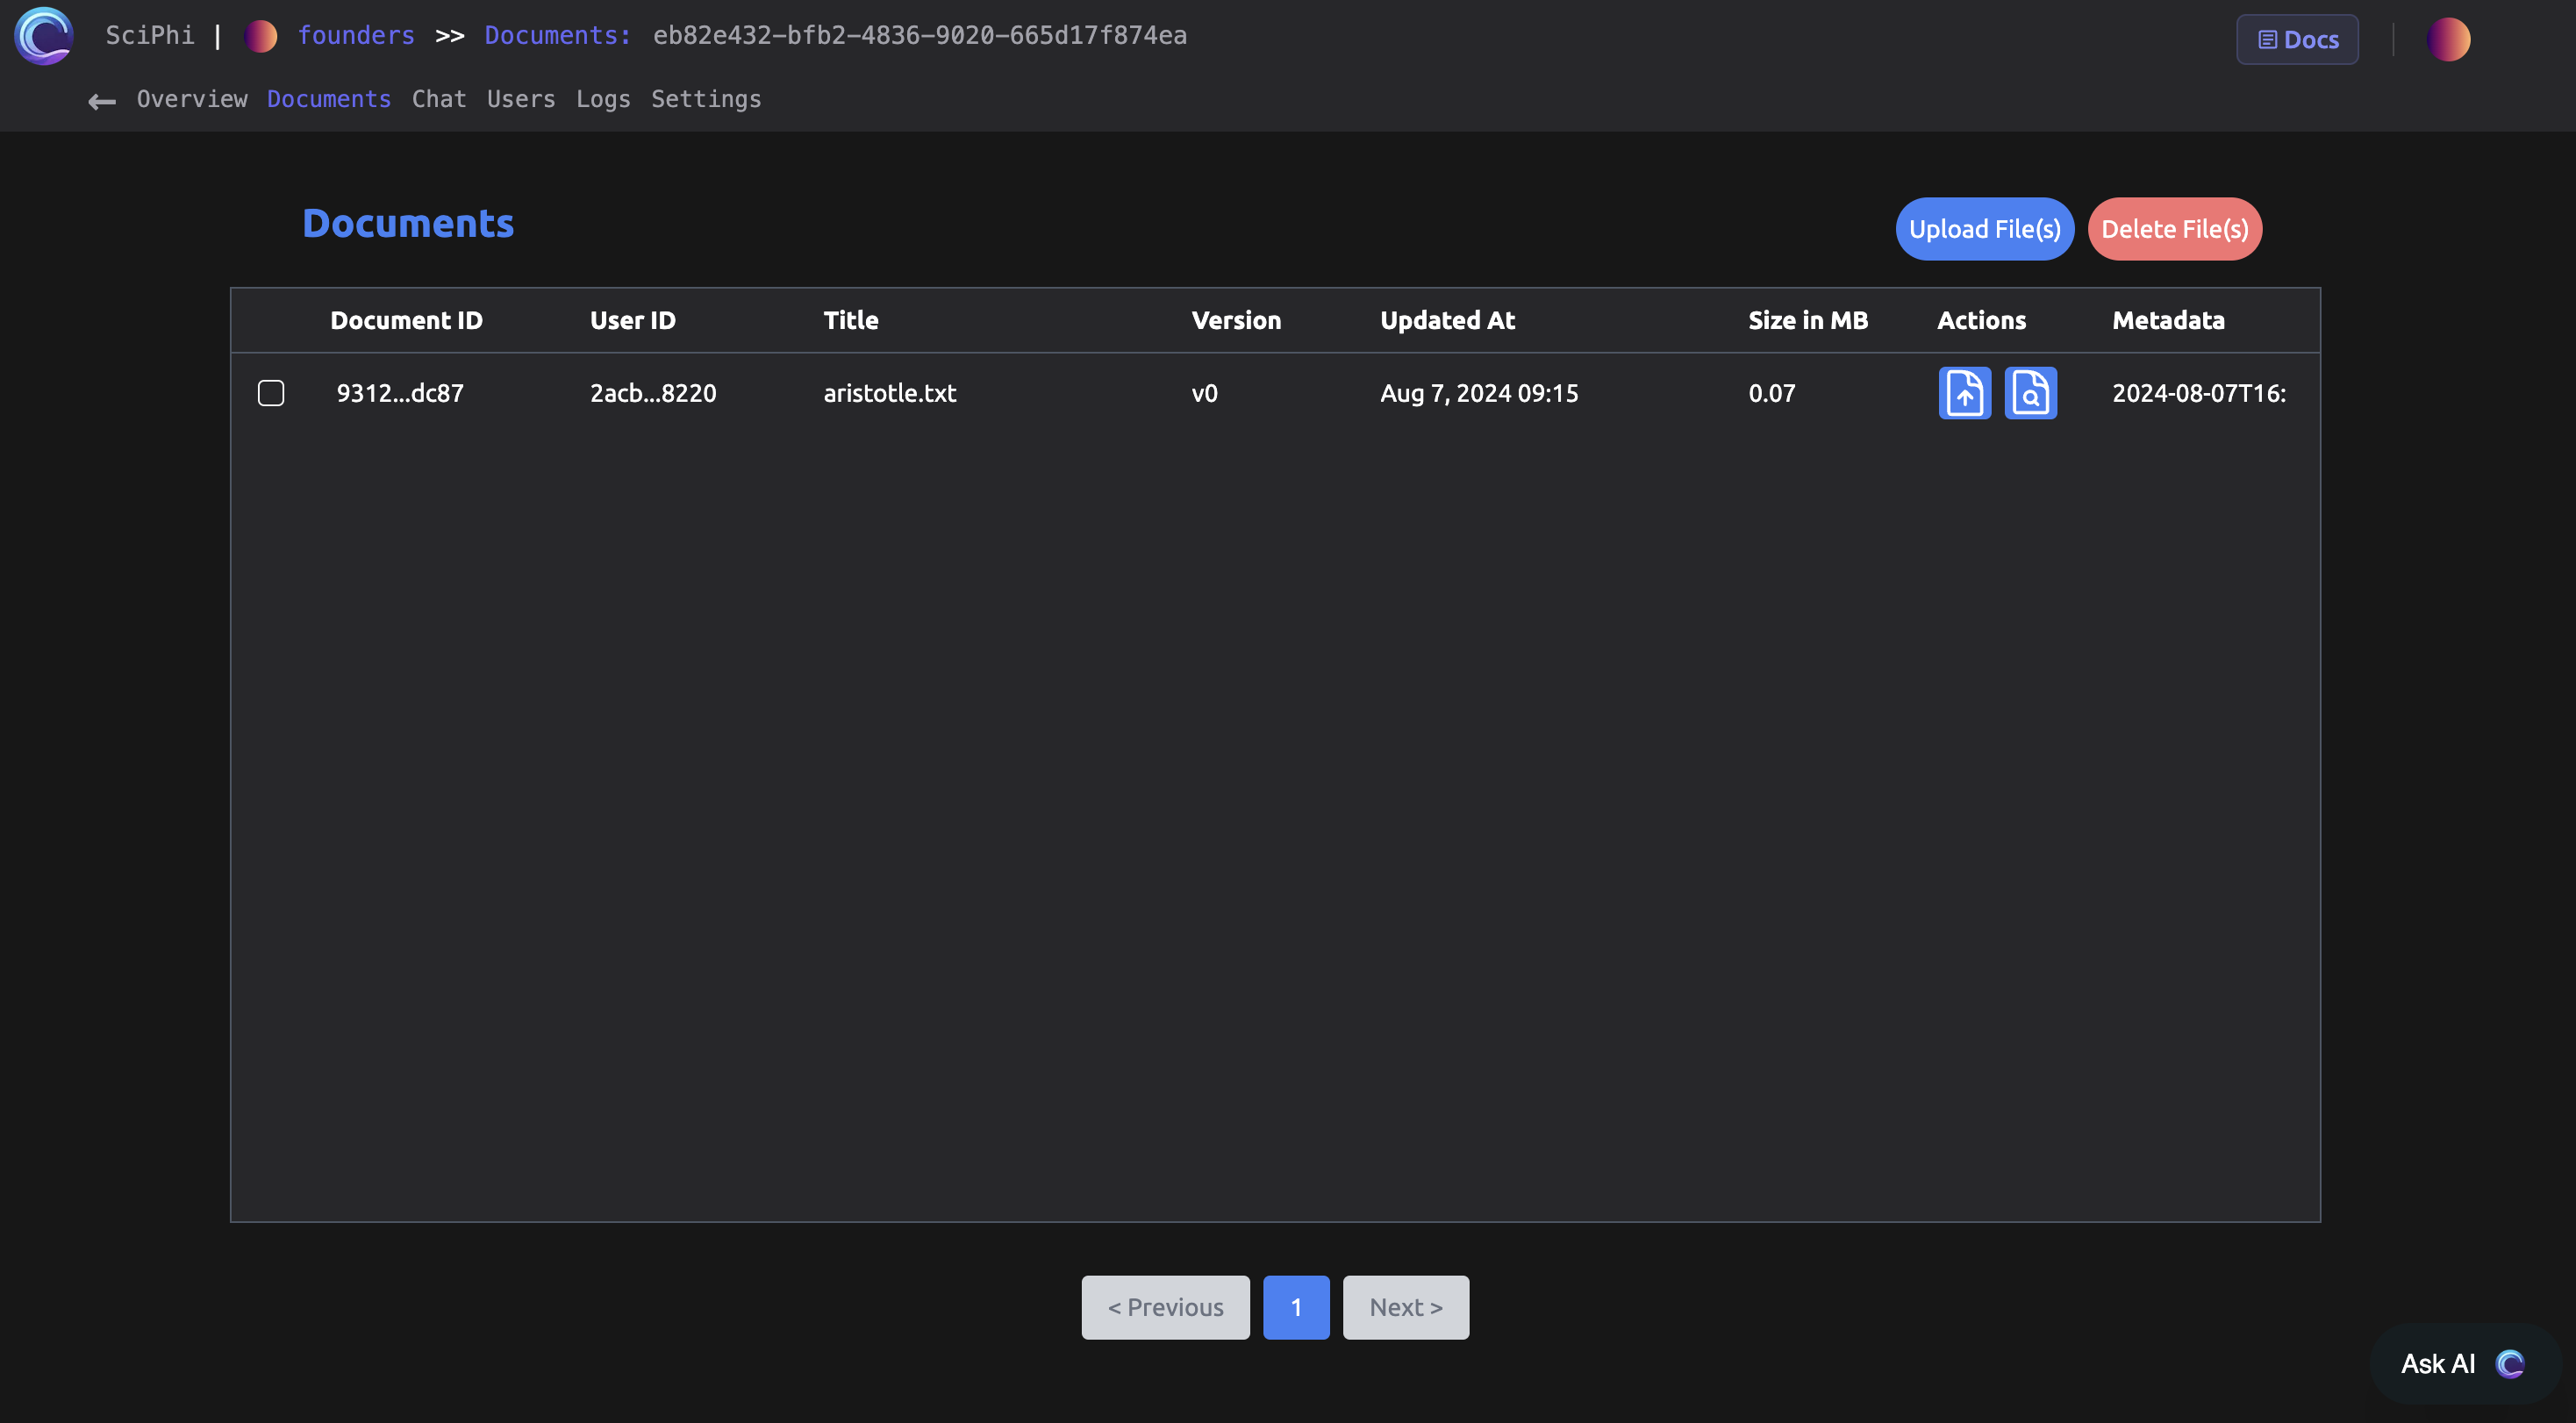 SciPhi | founders >> Documents: eb82e432-bfb2-4836-9020-665d17f874ea
Docs
Overview Documents Chat Users Logs Settings
Documents
Upload File(s) Delete File(s)
Document ID User ID Title Version Updated At Size in MB Actions Metadata
9312...dc87 2acb...8220 aristotle.txt v0 Aug 7, 2024 09:15 0.07 2024-08-07T16:
< Previous 1 Next >
Ask AI